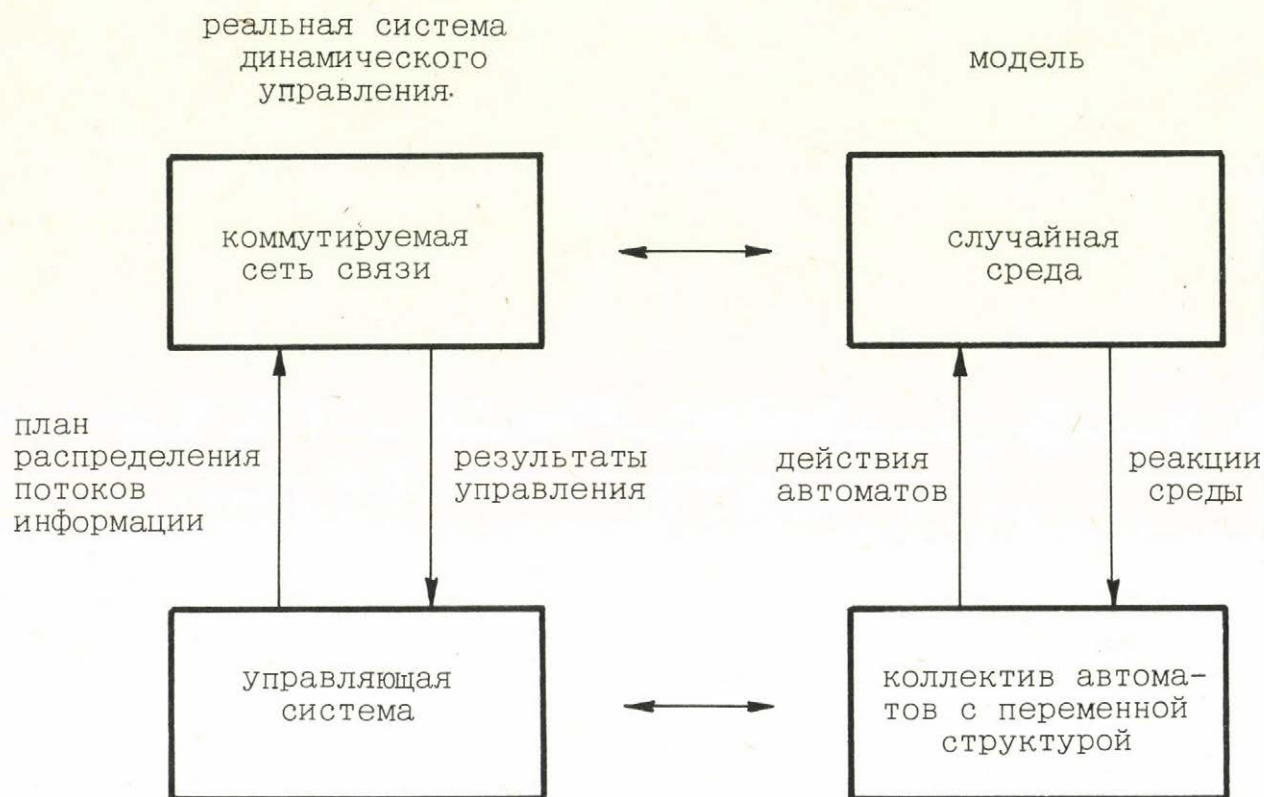 реальная система
динамического
управления.
модель
коммутируемая
сеть связи
случайная
среда
план
распределения
потоков
информации
результаты
управления
действия
автоматов
реакции
среды
управляющая
система
коллектив автома-
тов с переменной
структурой